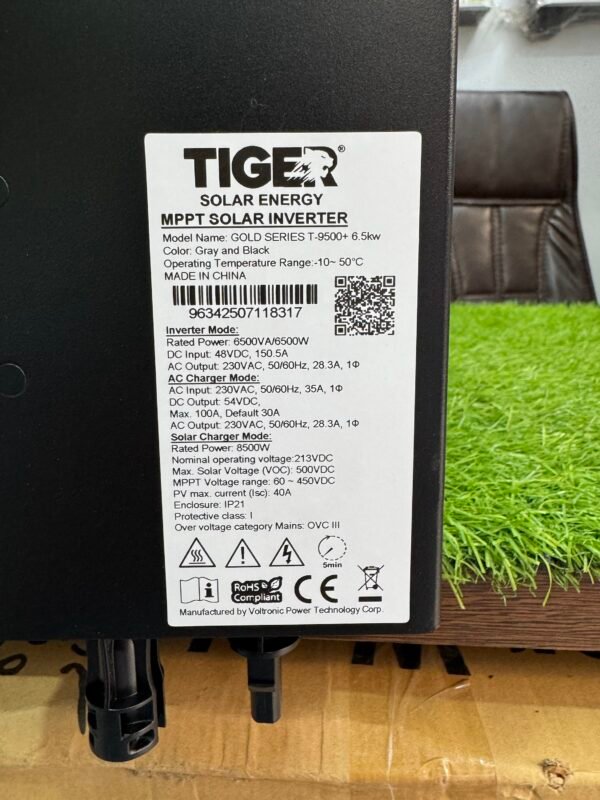 TIGER®
SOLAR ENERGY
MPPT SOLAR INVERTER
Model Name: GOLD SERIES T-9500+ 6.5kw
Color: Gray and Black
Operating Temperature Range:-10~ 50°C
MADE IN CHINA
96342507118317
Inverter Mode:
Rated Power: 6500VA/6500W
DC Input: 48VDC, 150.5A
AC Output: 230VAC, 50/60Hz, 28.3A, 1Φ
AC Charger Mode:
AC Input: 230VAC, 50/60Hz, 35A, 1Φ
DC Output: 54VDC,
Max. 100A, Default 30A
AC Output: 230VAC, 50/60Hz, 28.3A, 1Φ
Solar Charger Mode:
Rated Power: 8500W
Nominal operating voltage:213VDC
Max. Solar Voltage (VOC): 500VDC
MPPT Voltage range: 60 ~ 450VDC
PV max. current (Isc): 40A
Enclosure: IP21
Protective class: I
Over voltage category Mains: OVC III
5min
RoHS
Compliant
CE
Manufactured by Voltronic Power Technology Corp.